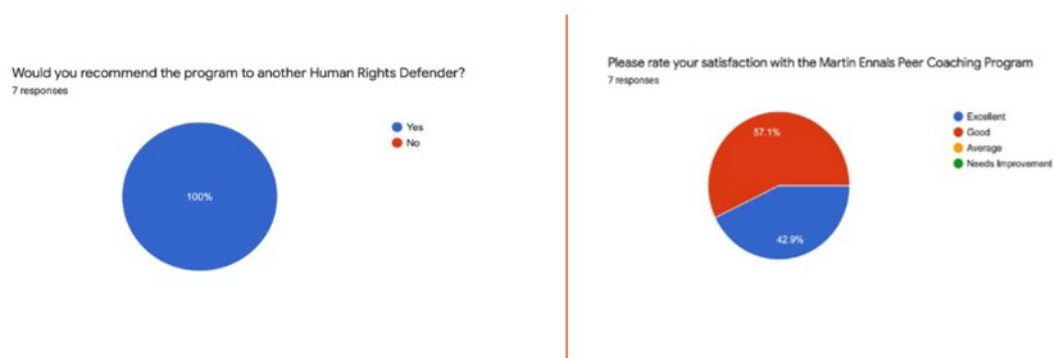 Would you recommend the program to another Human Rights Defender?
7 responses
Yes
No
100%
Please rate your satisfaction with the Martin Ennals Peer Coaching Program
7 responses
57.1%
42.9%
Excellent
Good
Average
Needs Improvement